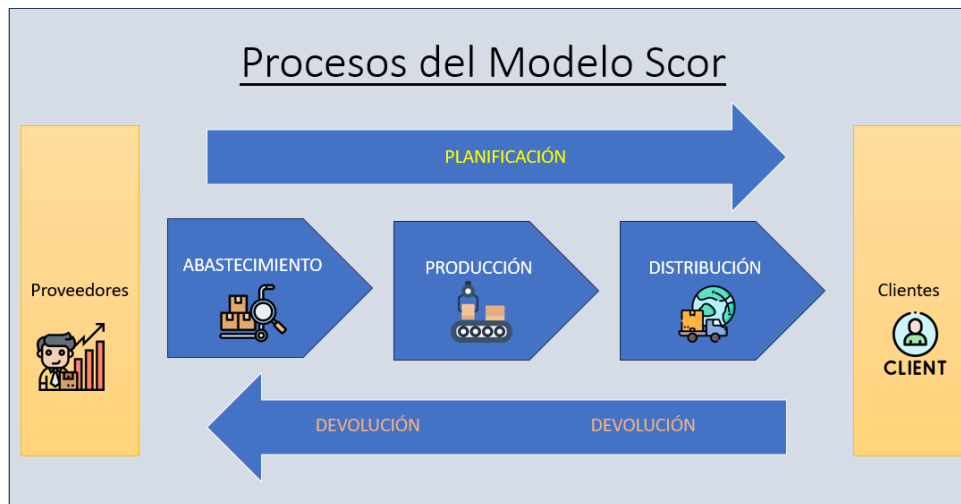 Procesos del Modelo Scor
PLANIFICACIÓN
Proveedores
ABASTECIMIENTO
PRODUCCIÓN
DISTRIBUCIÓN
Clientes
CLIENT
DEVOLUCIÓN DEVOLUCIÓN